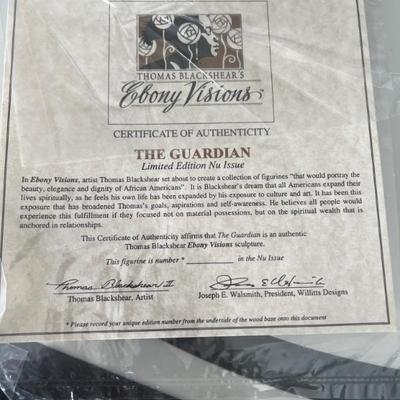 THOMAS BLACKSHEAR'S
Ebony Visions
CERTIFICATE OF AUTHENTICITY
THE GUARDIAN
Limited Edition Nu Issue
In Ebony Visions, artist Thomas Blackshear set about to create a collection of figurines "that would portray the
beauty, elegance and dignity of African Americans". It is Blackshear's dream that all Americans expand their
lives spiritually, as he feels his own life has been expanded by his exposure to culture and art. It has been this
exposure that has broadened Thomas's goals, aspirations and self-awareness. He believes all people would
experience this fulfillment if they focused not on material possessions, but on the spiritual wealth that is
anchored in relationships.
This Certificate of Authenticity affirms that The Guardian is an authentic
Thomas Blackshear Ebony Visions sculpture.
This figurine is number * __________ in the Nu Issue
Thomas Blackshear II
Thomas Blackshear, Artist
Joseph E. Walsmith, President, Willitts Designs
* Please record your unique edition number from the underside of the wood base onto this document